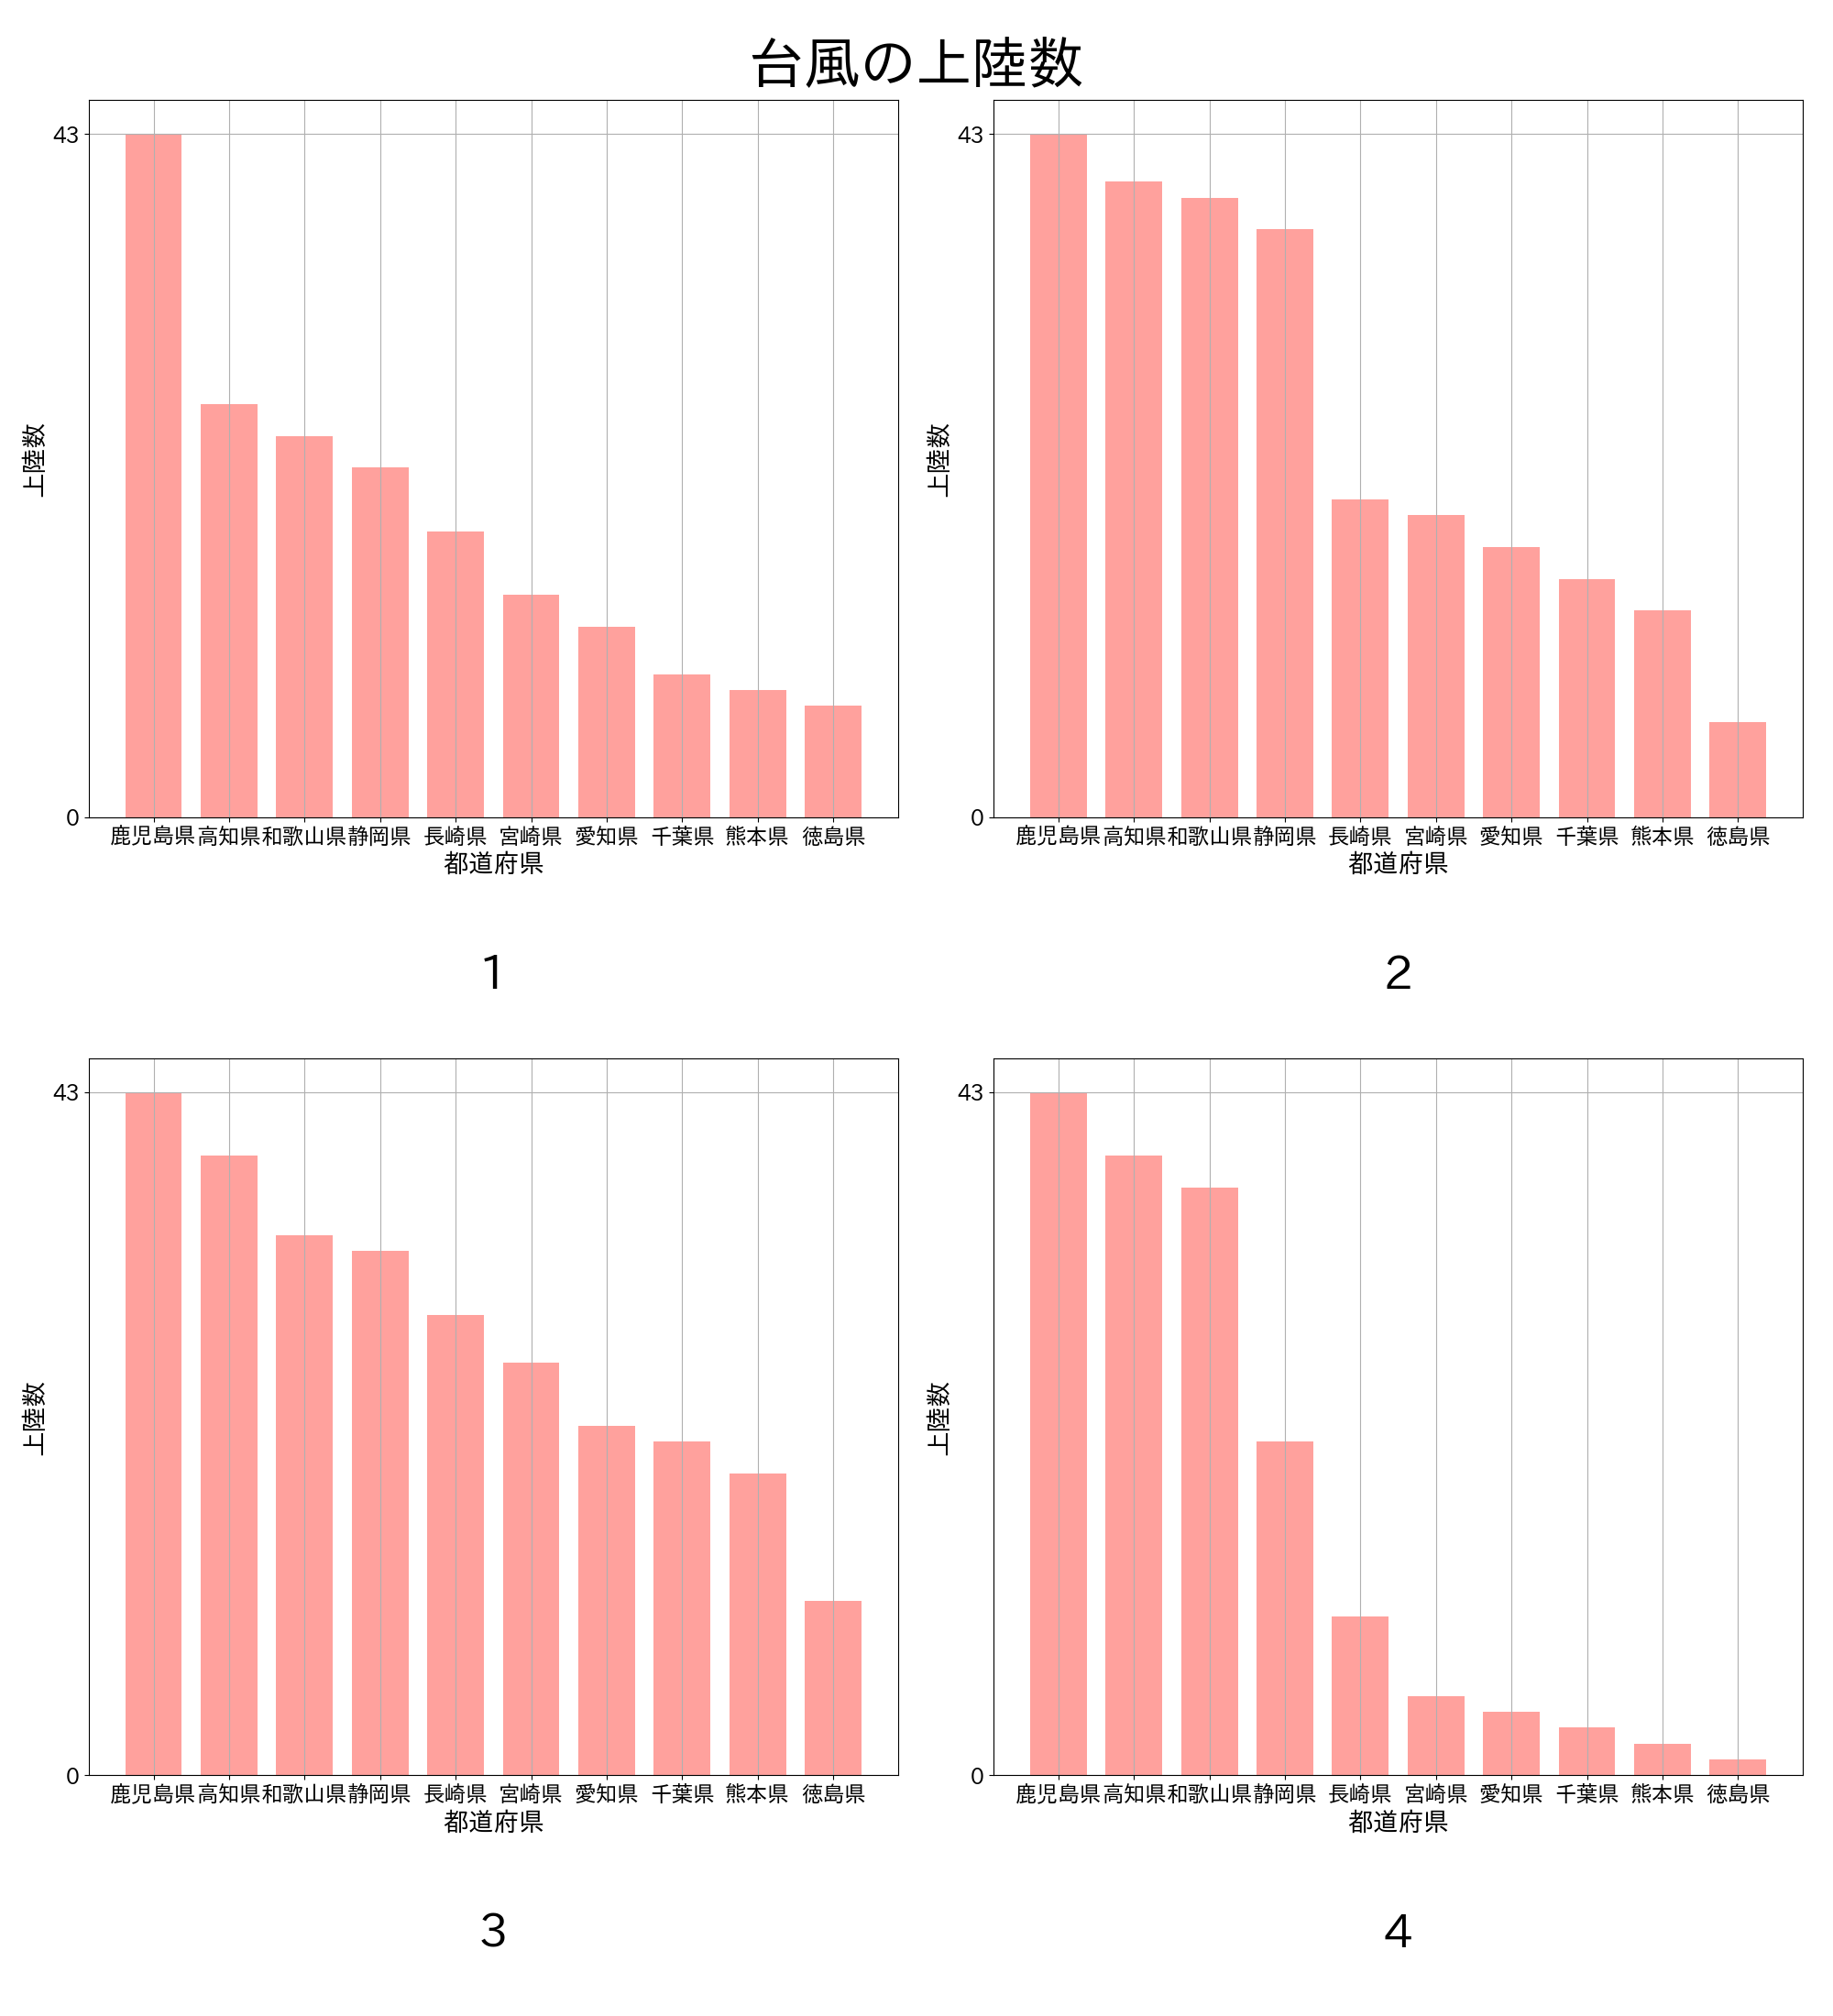 台風の上陸数
43
0
上陸数
鹿児島県 高知県 和歌山県 静岡県 長崎県 宮崎県 愛知県 千葉県 熊本県 徳島県
都道府県
1
43
0
上陸数
鹿児島県 高知県 和歌山県 静岡県 長崎県 宮崎県 愛知県 千葉県 熊本県 徳島県
都道府県
2
43
0
上陸数
鹿児島県 高知県 和歌山県 静岡県 長崎県 宮崎県 愛知県 千葉県 熊本県 徳島県
都道府県
3
43
0
上陸数
鹿児島県 高知県 和歌山県 静岡県 長崎県 宮崎県 愛知県 千葉県 熊本県 徳島県
都道府県
4